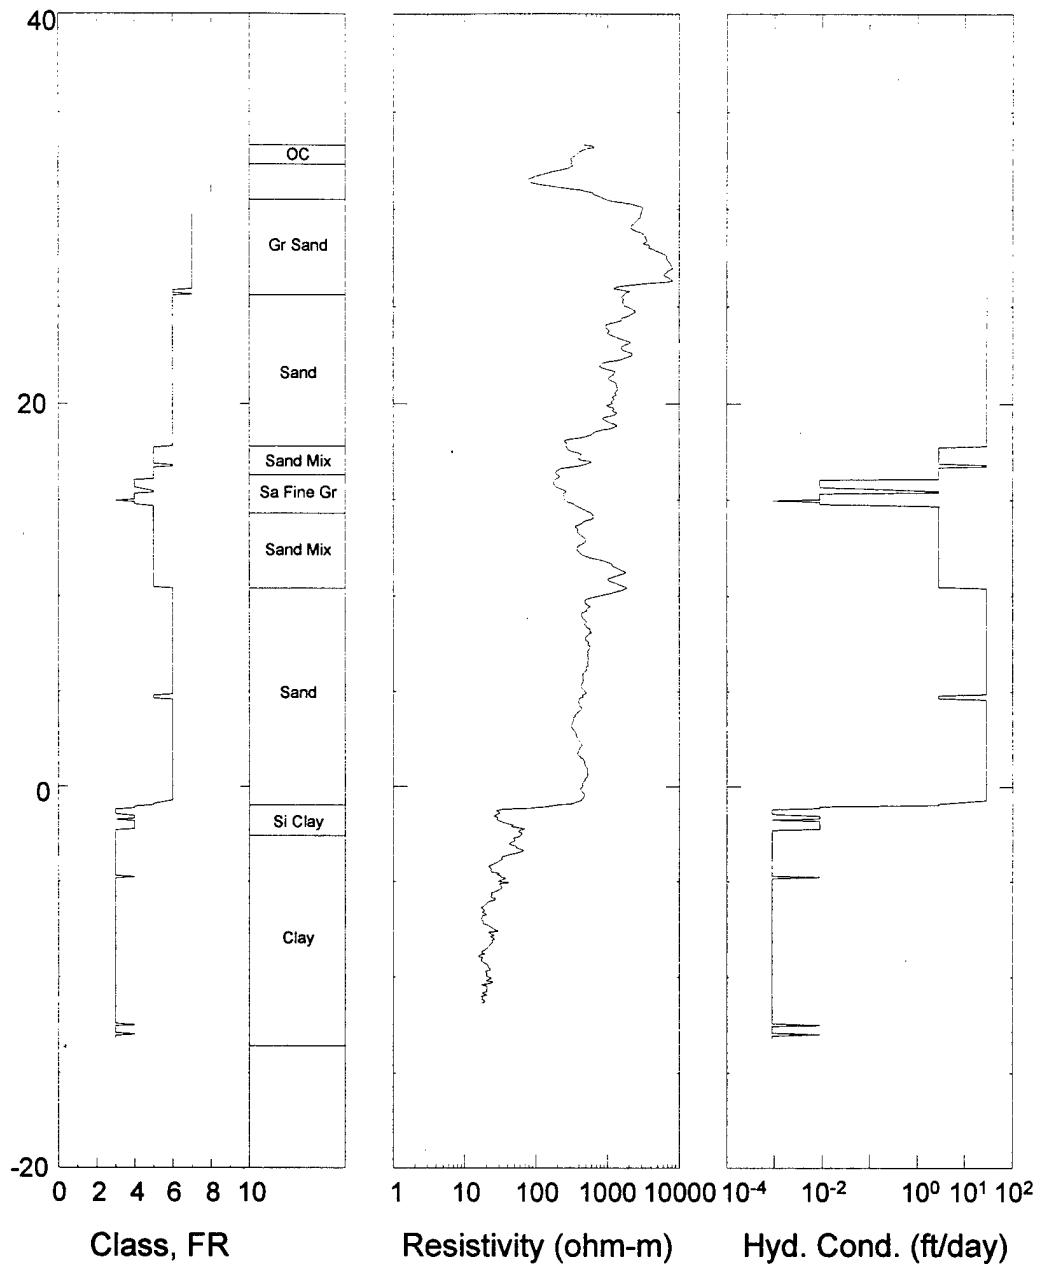 40
OC
Gr Sand
Sand
20
Sand Mix
Sa Fine Gr
Sand Mix
Sand
0
Si Clay
Clay
-20
0 2 4 6 8 10
1 10 100 1000 10000
10-4 10-2 100 101 102
Class, FR
Resistivity (ohm-m)
Hyd. Cond. (ft/day)